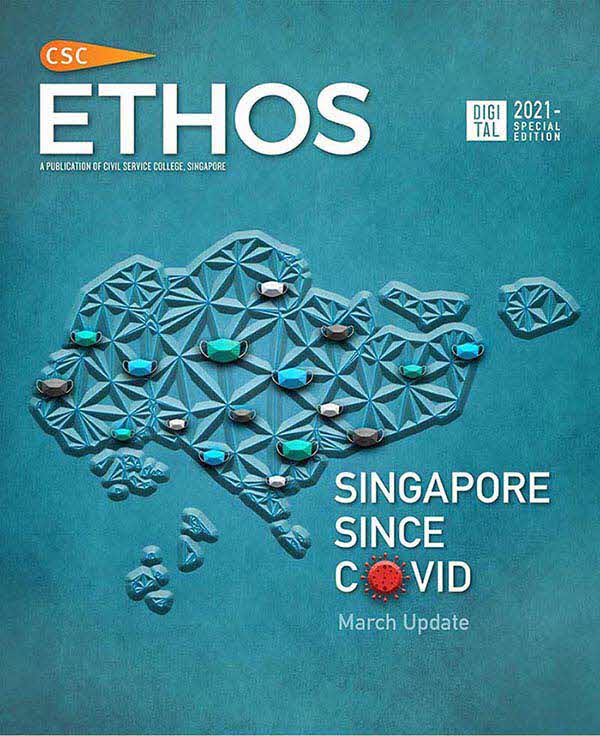 CSC
ETHOS
A PUBLICATION OF CIVIL SERVICE COLLEGE, SINGAPORE
DIGI
TAL
2021-
SPECIAL
EDITION
SINGAPORE
SINCE
COVID
March Update